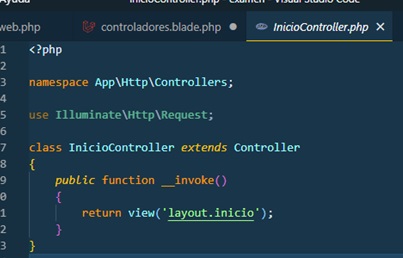 Ayuda
InicioController.php - Examen - Visual Studio Code
web.php
controladores.blade.php
InicioController.php
1 <?php
2
3 namespace App\Http\Controllers;
4
5 use Illuminate\Http\Request;
6
7 class InicioController extends Controller
8 {
9 public function __invoke()
0 {
1 return view('layout.inicio');
2 }
3 }